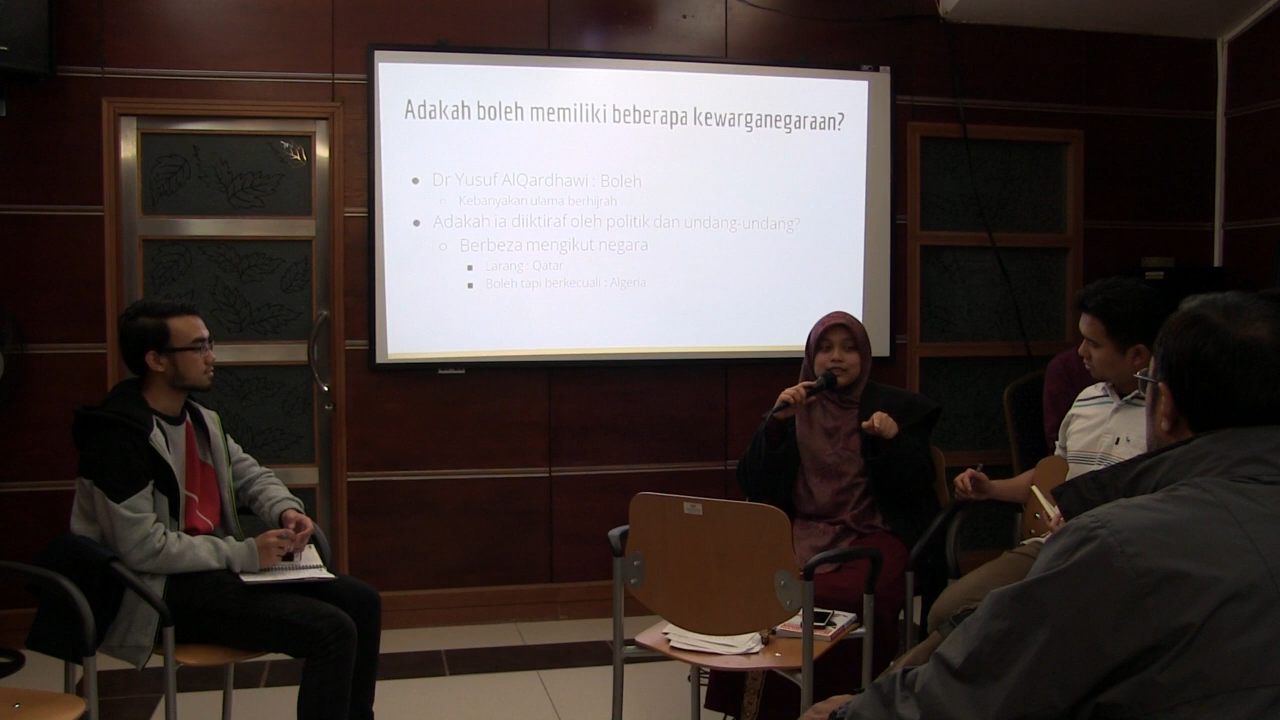 Adakah boleh memiliki beberapa kewarganegaraan?
Dr Yusuf AlQardhawi : Boleh
Kebanyakan ulama berhijrah
Adakah ia diiktiraf oleh politik dan undang-undang?
Berbeza mengikut negara
Larang : Qatar
Boleh tapi berkecuali : Algeria